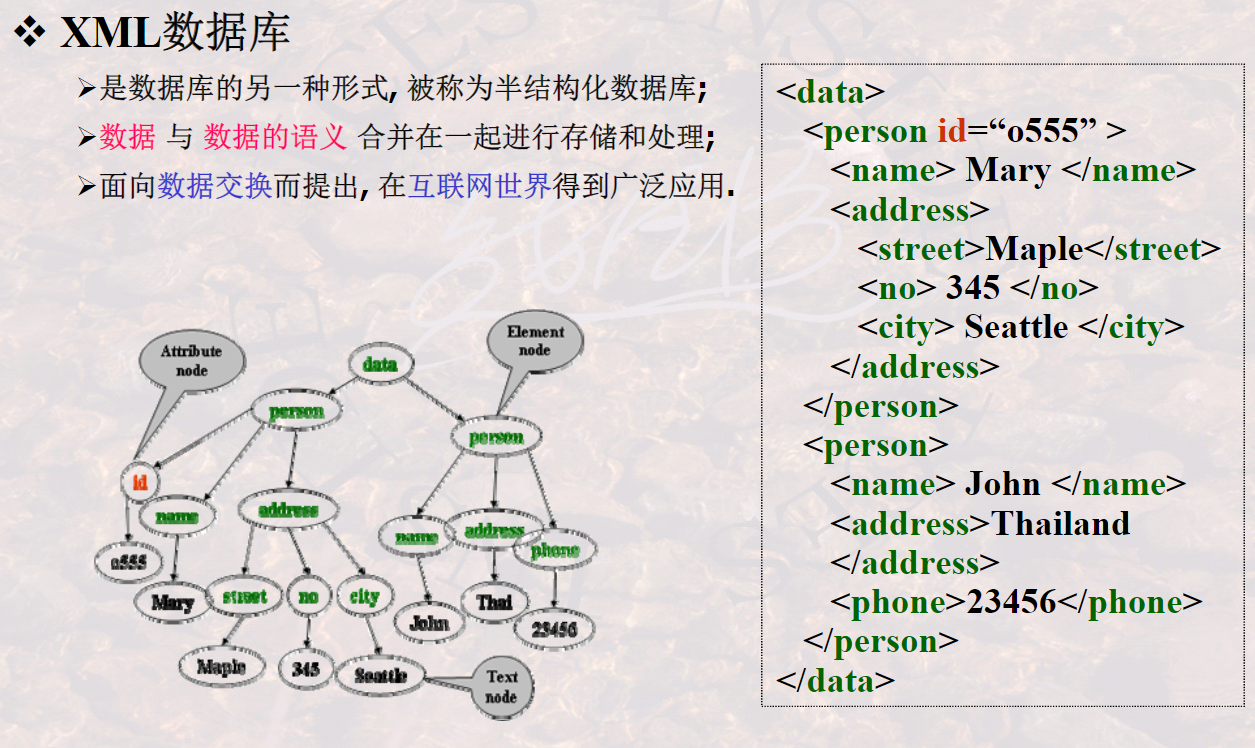 ❖ XML数据库
➢是数据库的另一种形式, 被称为半结构化数据库;
➢数据 与 数据的语义 合并在一起进行存储和处理;
➢面向数据交换而提出, 在互联网世界得到广泛应用.
<data>
<person id=“o555” >
<name> Mary </name>
<address>
<street>Maple</street>
<no> 345 </no>
<city> Seattle </city>
</address>
</person>
<person>
<name> John </name>
<address>Thailand
</address>
<phone>23456</phone>
</person>
</data>
Attribute
node
Element
node
data
person
person
id
name
address
name
address
phone
o555
Mary
street
no
city
John
Thai
23456
Maple
345
Seattle
Text
node